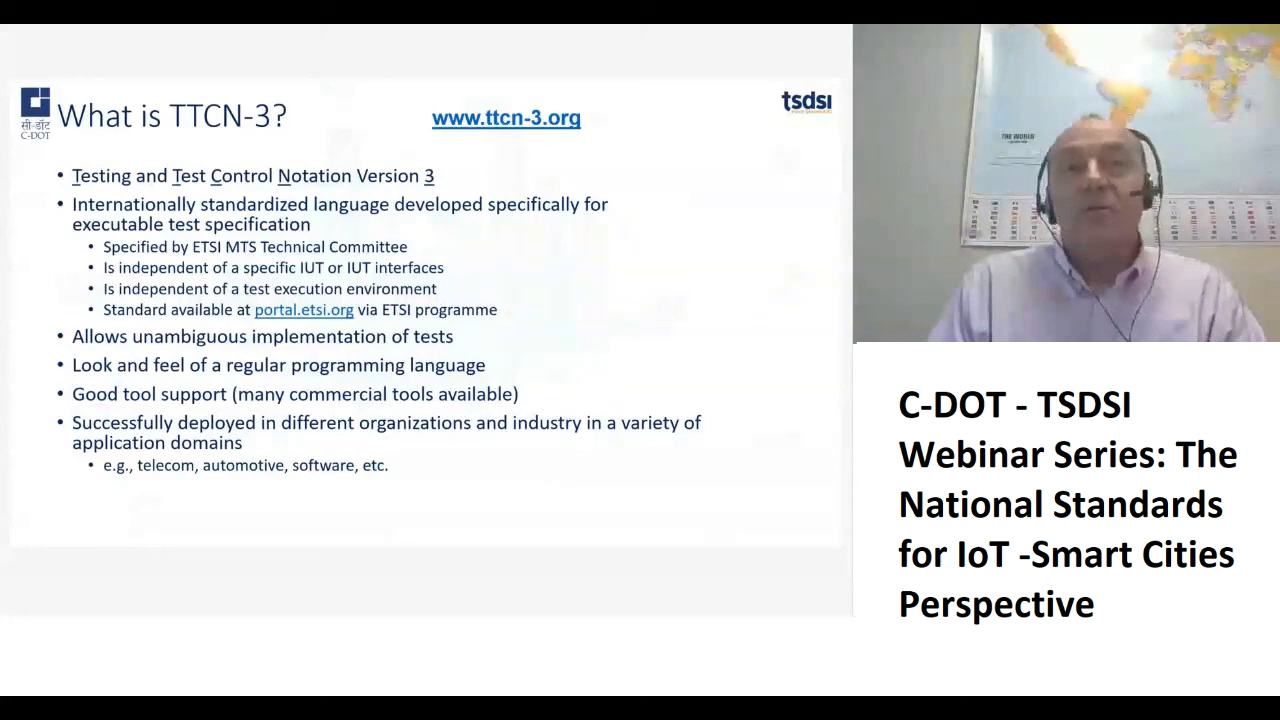 सी-डॉट
C-DOT
What is TTCN-3?
www.ttcn-3.org
tsdsi
• Testing and Test Control Notation Version 3
• Internationally standardized language developed specifically for
executable test specification
• Specified by ETSI MTS Technical Committee
• Is independent of a specific IUT or IUT interfaces
• Is independent of a test execution environment
• Standard available at portal.etsi.org via ETSI programme
• Allows unambiguous implementation of tests
• Look and feel of a regular programming language
• Good tool support (many commercial tools available)
• Successfully deployed in different organizations and industry in a variety of
application domains
• e.g., telecom, automotive, software, etc.
THE WORLD
C-DOT - TSDSI
Webinar Series: The
National Standards
for IoT -Smart Cities
Perspective